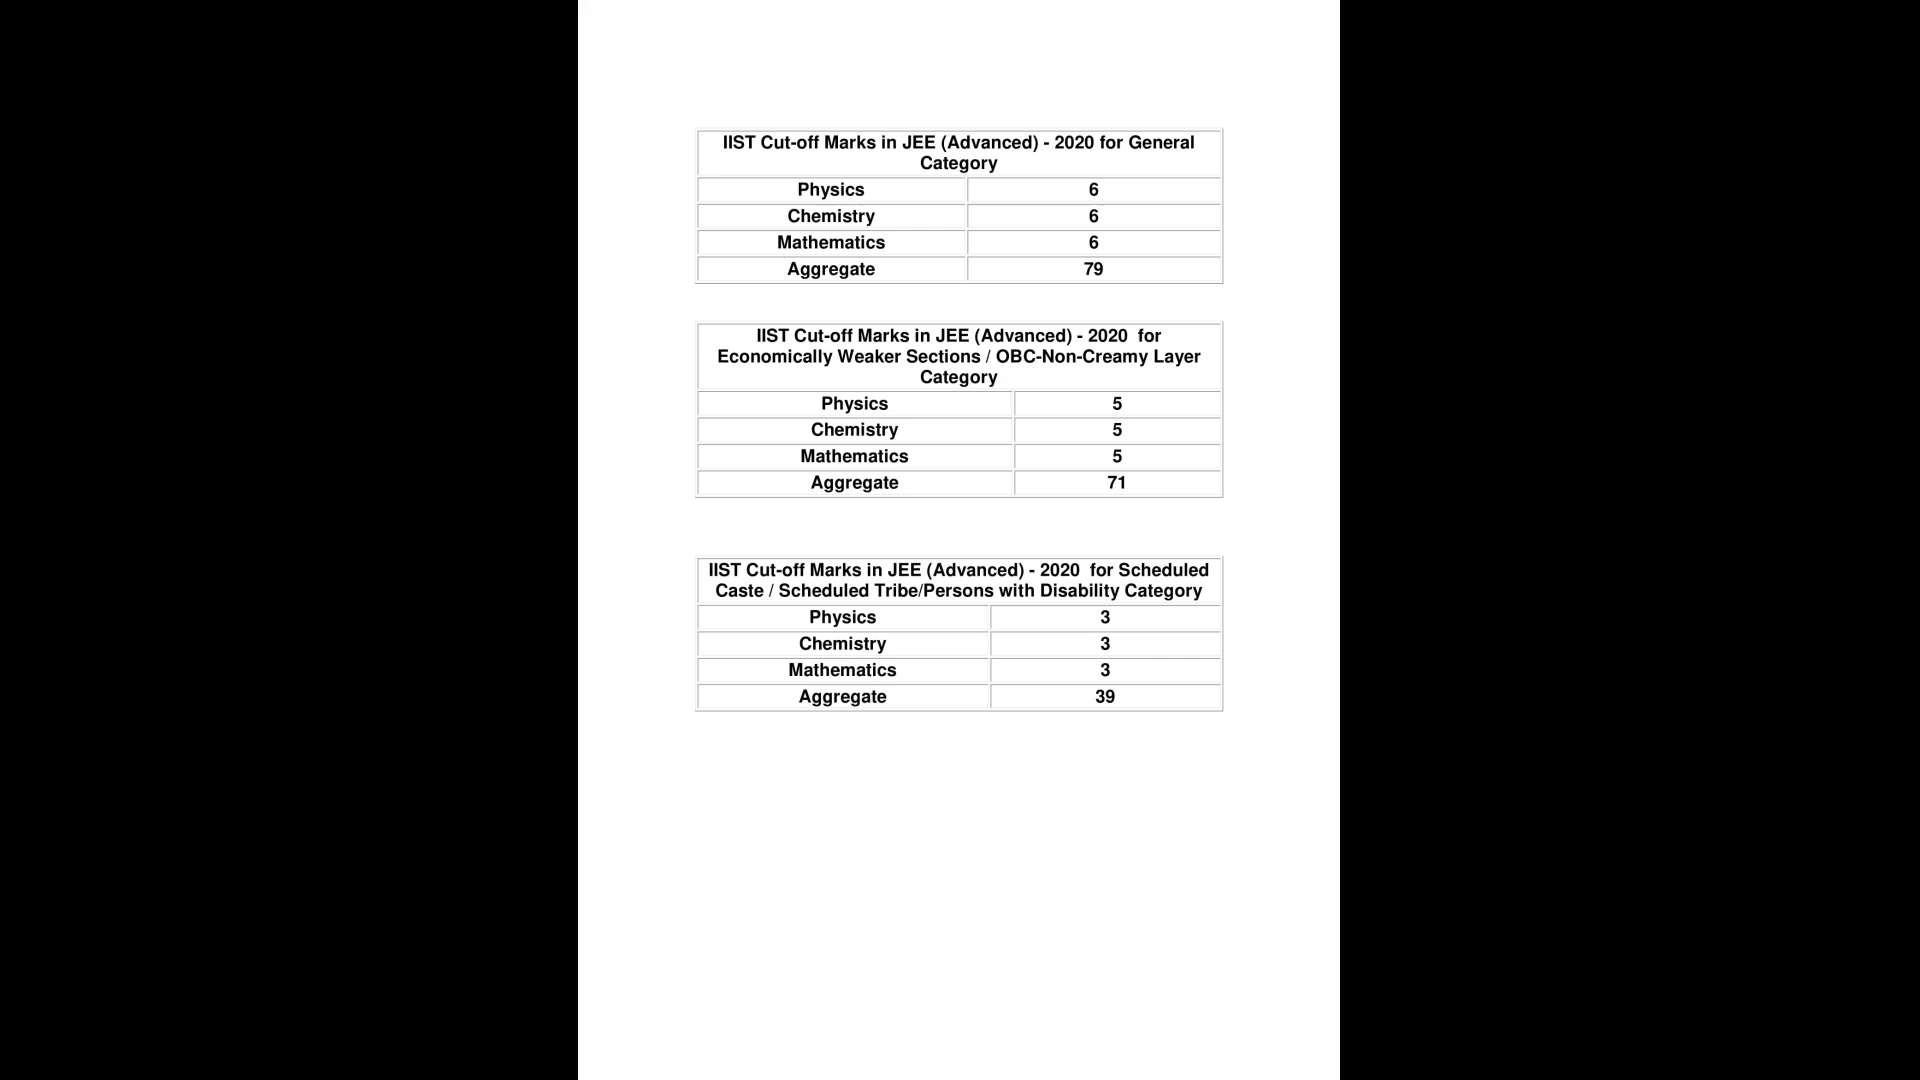 IIST Cut-off Marks in JEE (Advanced) - 2020 for General
Category
Physics 6
Chemistry 6
Mathematics 6
Aggregate 79
IIST Cut-off Marks in JEE (Advanced) - 2020  for
Economically Weaker Sections / OBC-Non-Creamy Layer
Category
Physics 5
Chemistry 5
Mathematics 5
Aggregate 71
IIST Cut-off Marks in JEE (Advanced) - 2020  for Scheduled
Caste / Scheduled Tribe/Persons with Disability Category
Physics 3
Chemistry 3
Mathematics 3
Aggregate 39